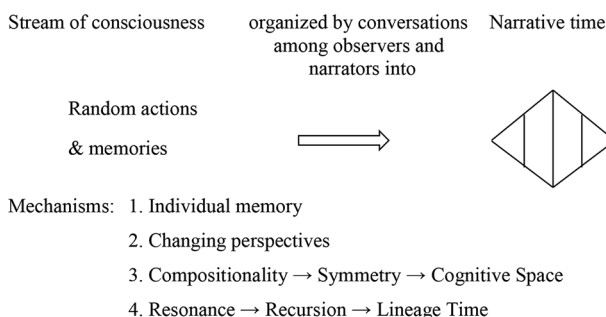 Stream of consciousness
organized by conversations
among observers and
narrators into
Narrative time
Random actions
& memories
Mechanisms: 1. Individual memory
2. Changing perspectives
3. Compositionality → Symmetry → Cognitive Space
4. Resonance → Recursion → Lineage Time